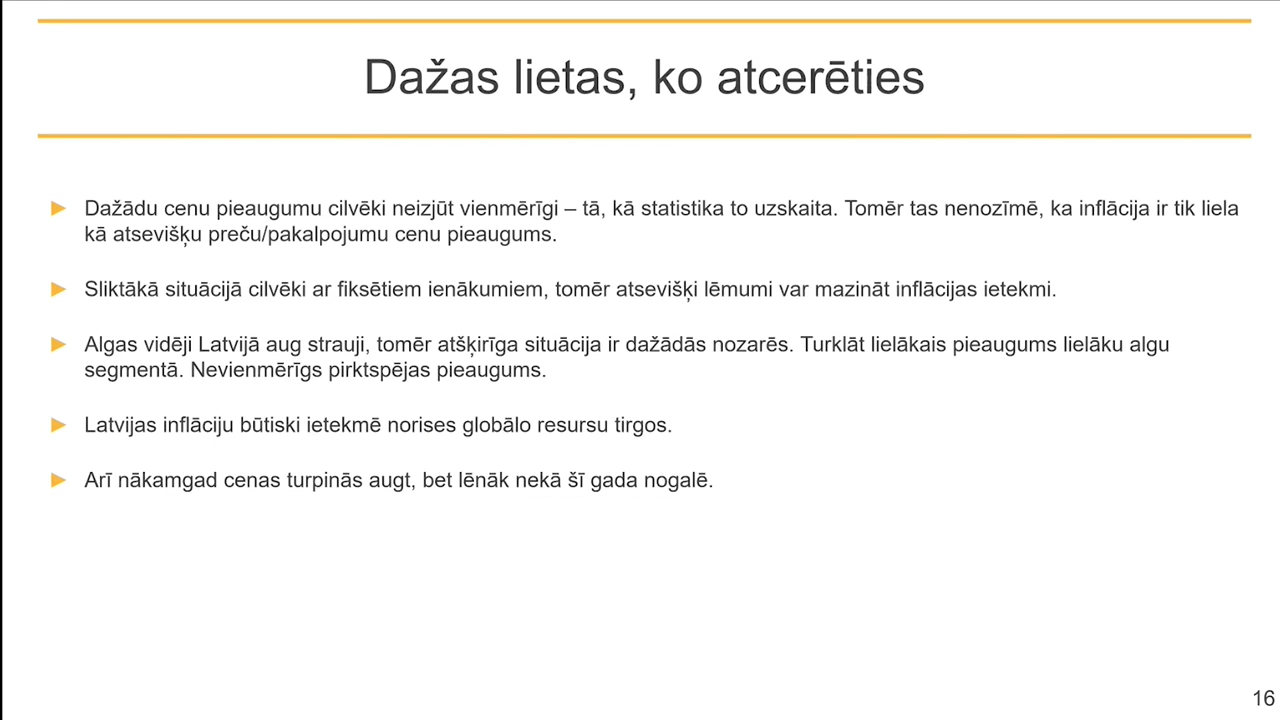 Dažas lietas, ko atcerēties
► Dažādu cenu pieaugumu cilvēki neizjūt vienmērīgi – tā, kā statistika to uzskaita. Tomēr tas nenozīmē, ka inflācija ir tik liela
kā atsevišķu preču/pakalpojumu cenu pieaugums.
► Sliktākā situācijā cilvēki ar fiksētiem ienākumiem, tomēr atsevišķi lēmumi var mazināt inflācijas ietekmi.
► Algas vidēji Latvijā aug strauji, tomēr atšķirīga situācija ir dažādās nozarēs. Turklāt lielākais pieaugums lielāku algu
segmentā. Nevienmērīgs pirktspējas pieaugums.
► Latvijas inflāciju būtiski ietekmē norises globālo resursu tirgos.
► Arī nākamgad cenas turpinās augt, bet lēnāk nekā šī gada nogalē.
16